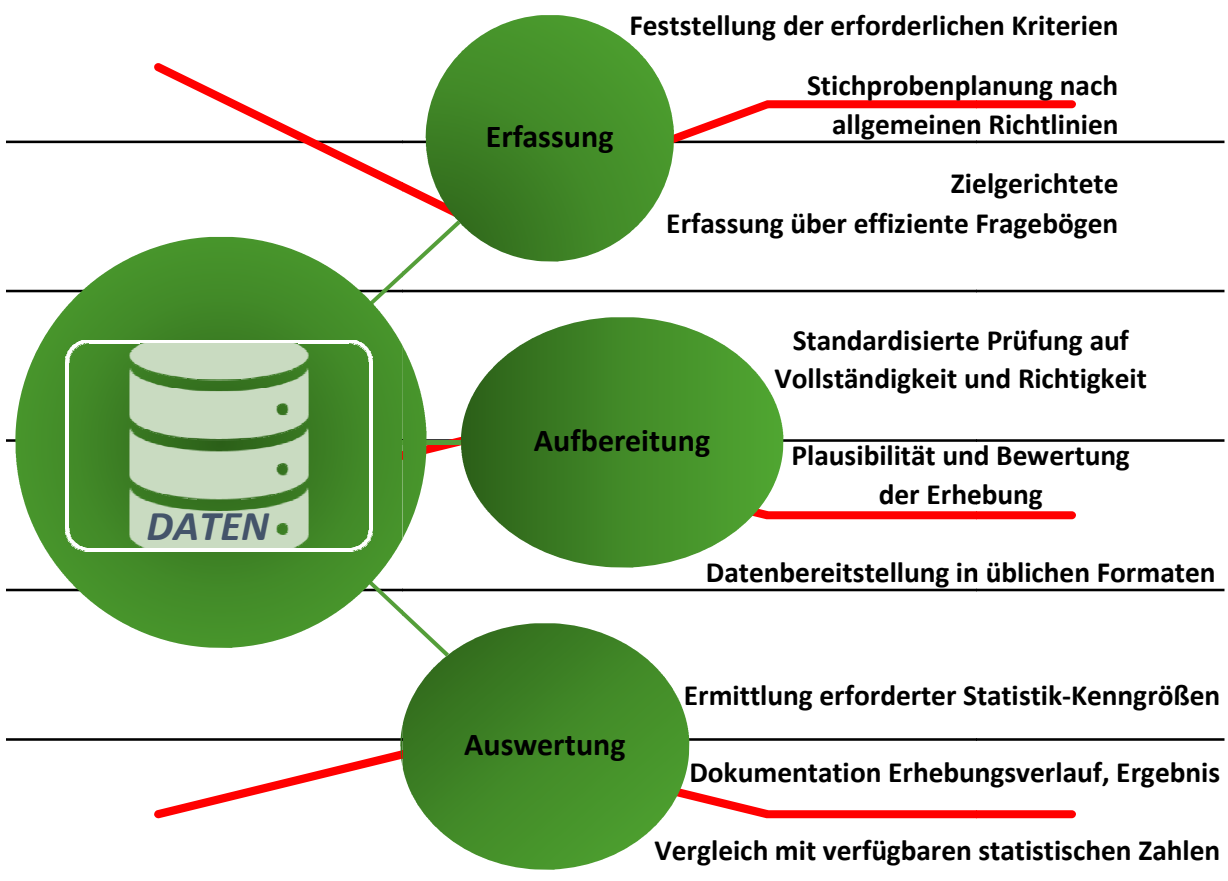 Feststellung der erforderlichen Kriterien
Stichprobenplanung nach
allgemeinen Richtlinien
Erfassung
Zielgerichtete
Erfassung über effiziente Fragebögen
Standardisierte Prüfung auf
Vollständigkeit und Richtigkeit
Aufbereitung
Plausibilität und Bewertung
der Erhebung
DATEN
Datenbereitstellung in üblichen Formaten
Ermittlung erforderter Statistik-Kenngrößen
Auswertung
Dokumentation Erhebungsverlauf, Ergebnis
Vergleich mit verfügbaren statistischen Zahlen